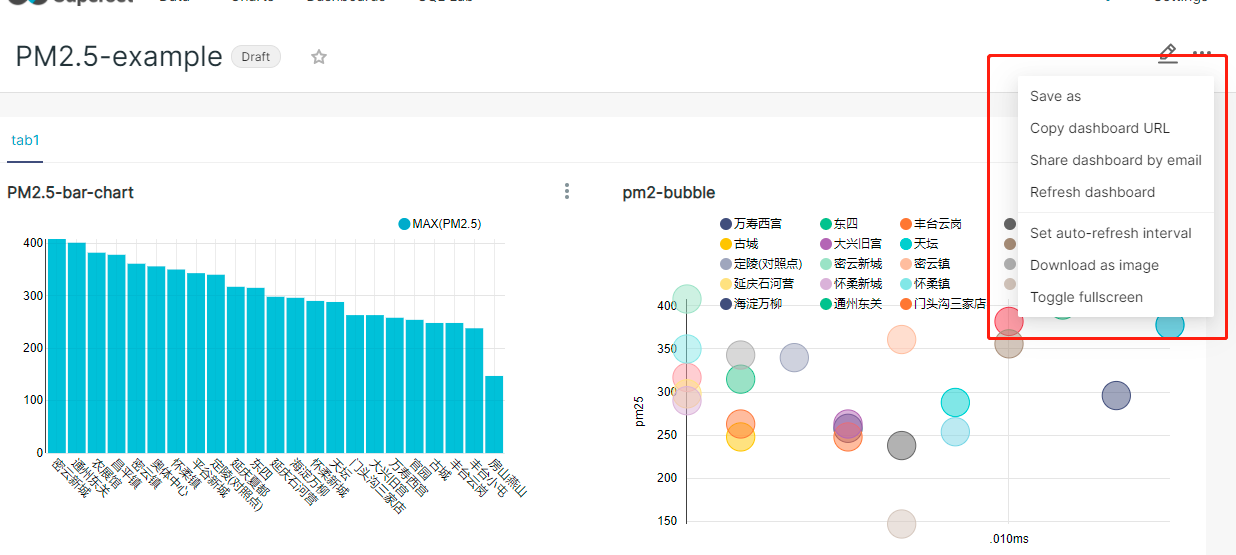 Superset Data Charts Dashboards SQL Lab Settings
PM2.5-example Draft
Save as
Copy dashboard URL
Share dashboard by email
Refresh dashboard
Set auto-refresh interval
Download as image
Toggle fullscreen
tab1
PM2.5-bar-chart
MAX(PM2.5)
400
300
200
100
0
密云新城
通州东关
农展馆
昌平镇
密云镇
奥体中心
怀柔镇
平谷新城
定陵(对照点)
延庆夏都
东四
延庆石河营
海淀万柳
怀柔新城
天坛
门头沟三家店
大兴旧宫
万寿西宫
官园
古城
丰台云岗
丰台小屯
房山燕山
pm2-bubble
万寿西宫 东四 丰台云岗
古城 大兴旧宫 天坛
定陵(对照点) 密云新城 密云镇
延庆石河营 怀柔新城 怀柔镇
海淀万柳 通州东关 门头沟三家店
pm25
400
350
300
250
200
150
.010ms